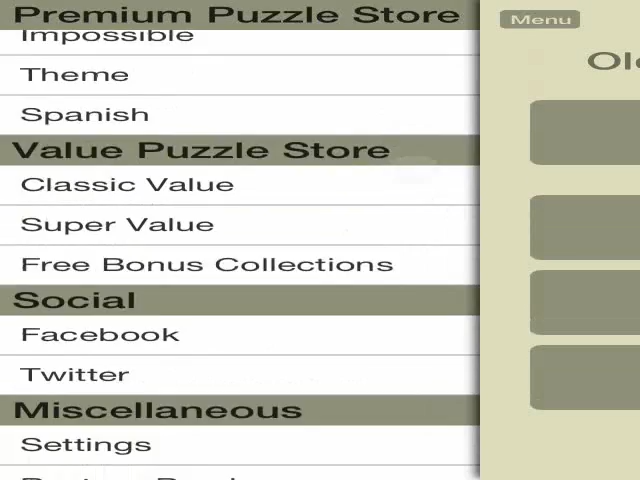 Premium Puzzle Store
Impossible
Theme
Spanish
Value Puzzle Store
Classic Value
Super Value
Free Bonus Collections
Social
Facebook
Twitter
Miscellaneous
Settings
Menu